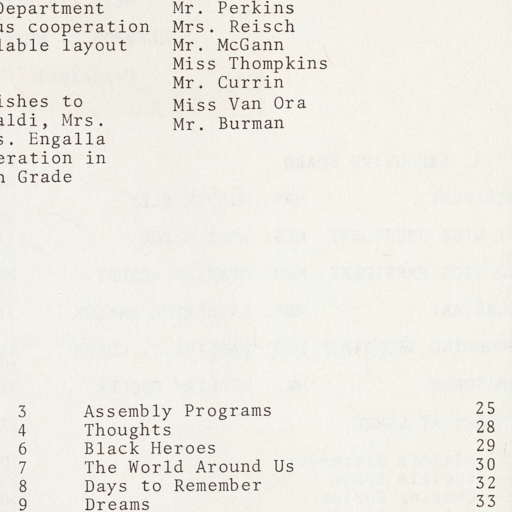 Department Mr. Perkins
us cooperation Mrs. Reisch
lable layout Mr. McGann
Miss Thompkins
Mr. Currin
ishes to Miss Van Ora
aldi, Mrs. Mr. Burman
s. Engalla
eration in
n Grade
3 Assembly Programs 25
4 Thoughts 28
6 Black Heroes 29
7 The World Around Us 30
8 Days to Remember 32
9 Dreams 33